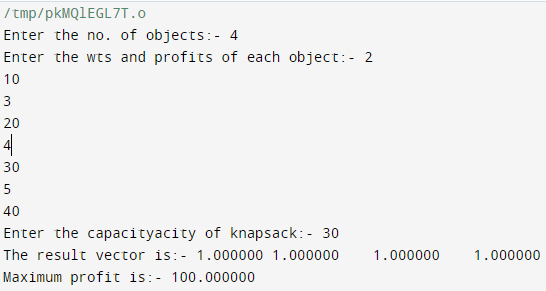 /tmp/pkMQlEGL7T.o
Enter the no. of objects:- 4
Enter the wts and profits of each object:- 2
10
3
20
4
30
5
40
Enter the capacityacity of knapsack:- 30
The result vector is:- 1.000000 1.000000    1.000000    1.000000
Maximum profit is:- 100.000000